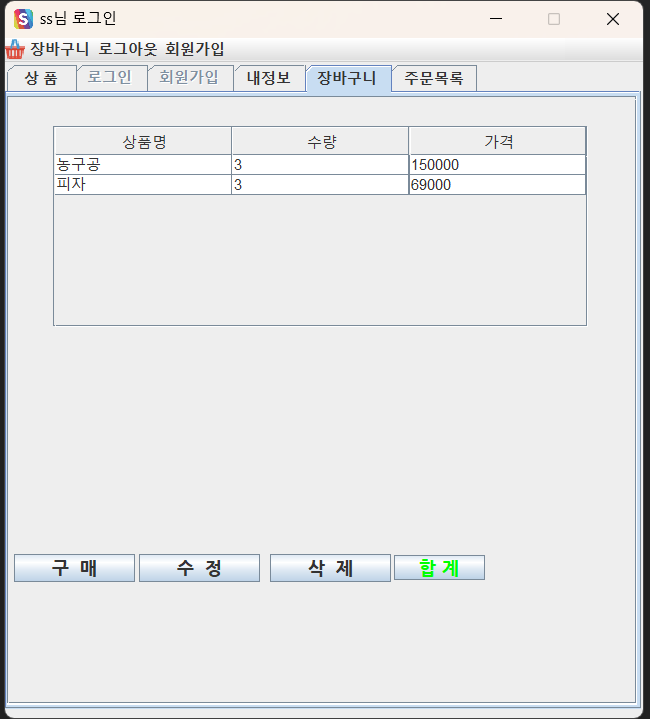 S ss님 로그인
장바구니 로그아웃 회원가입
상 품 로그인 회원가입 내정보 장바구니 주문목록
상품명 수량 가격
농구공 3 150000
피자 3 69000
구 매 수 정 삭 제 합 계